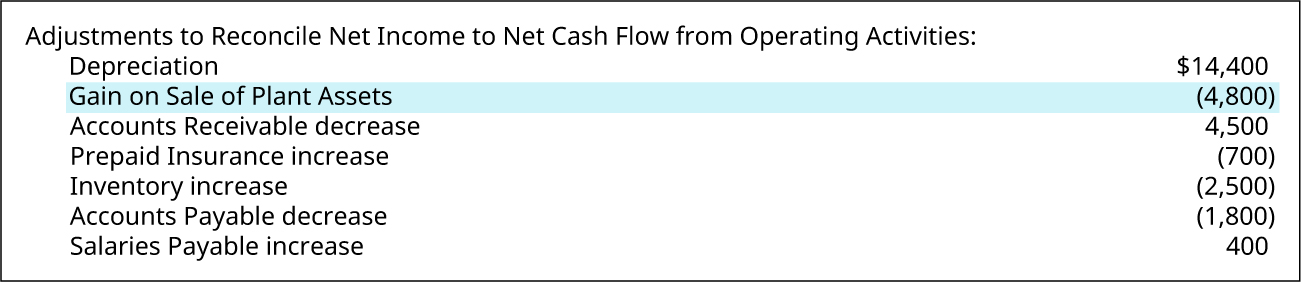 Adjustments to Reconcile Net Income to Net Cash Flow from Operating Activities:
Depreciation $14,400
Gain on Sale of Plant Assets (4,800)
Accounts Receivable decrease 4,500
Prepaid Insurance increase (700)
Inventory increase (2,500)
Accounts Payable decrease (1,800)
Salaries Payable increase 400